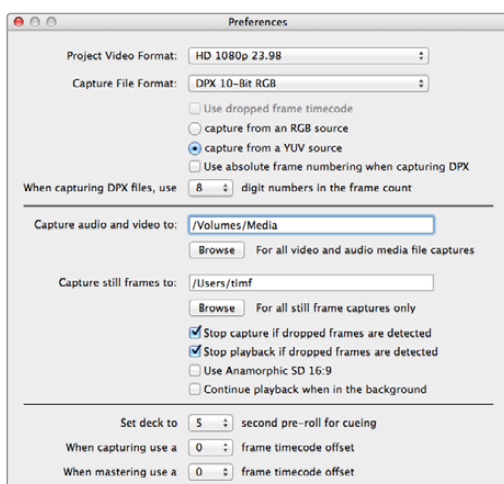 Preferences
Project Video Format: HD 1080p 23.98
Capture File Format: DPX 10-Bit RGB
Use dropped frame timecode
capture from an RGB source
capture from a YUV source
Use absolute frame numbering when capturing DPX
When capturing DPX files, use 8 digit numbers in the frame count
Capture audio and video to: /Volumes/Media
Browse For all video and audio media file captures
Capture still frames to: /Users/timf
Browse For all still frame captures only
Stop capture if dropped frames are detected
Stop playback if dropped frames are detected
Use Anamorphic SD 16:9
Continue playback when in the background
Set deck to 5 second pre-roll for cueing
When capturing use a 0 frame timecode offset
When mastering use a 0 frame timecode offset